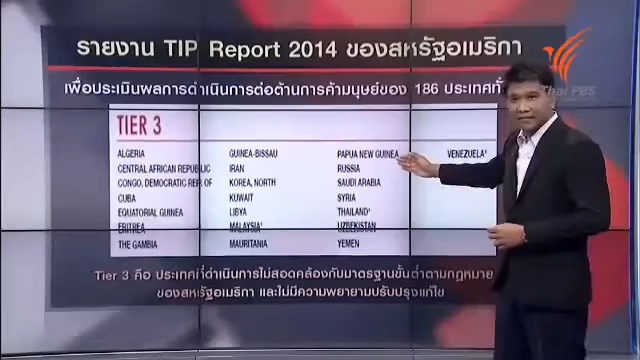 รายงาน TIP Report 2014 ของสหรัฐอเมริกา
เพื่อประเมินผลการดำเนินการต่อต้านการค้ามนุษย์ของ 186 ประเทศทั่
Thai PBS
TIER 3
ALGERIA
CENTRAL AFRICAN REPUBLIC
CONGO, DEMOCRATIC REP. OF
CUBA
EQUATORIAL GUINEA
ERITREA
THE GAMBIA
GUINEA-BISSAU
IRAN
KOREA, NORTH
KUWAIT
LIBYA
MALAYSIA*
MAURITANIA
PAPUA NEW GUINEA
RUSSIA
SAUDI ARABIA
SYRIA
THAILAND*
UZBEKISTAN
YEMEN
VENEZUELA*
Tier 3 คือ ประเทศที่ดำเนินการไม่สอดคล้องกับมาตรฐานขั้นต่ำตามกฎหมาย
ของสหรัฐอเมริกา และไม่มีความพยายามปรับปรุงแก้ไข